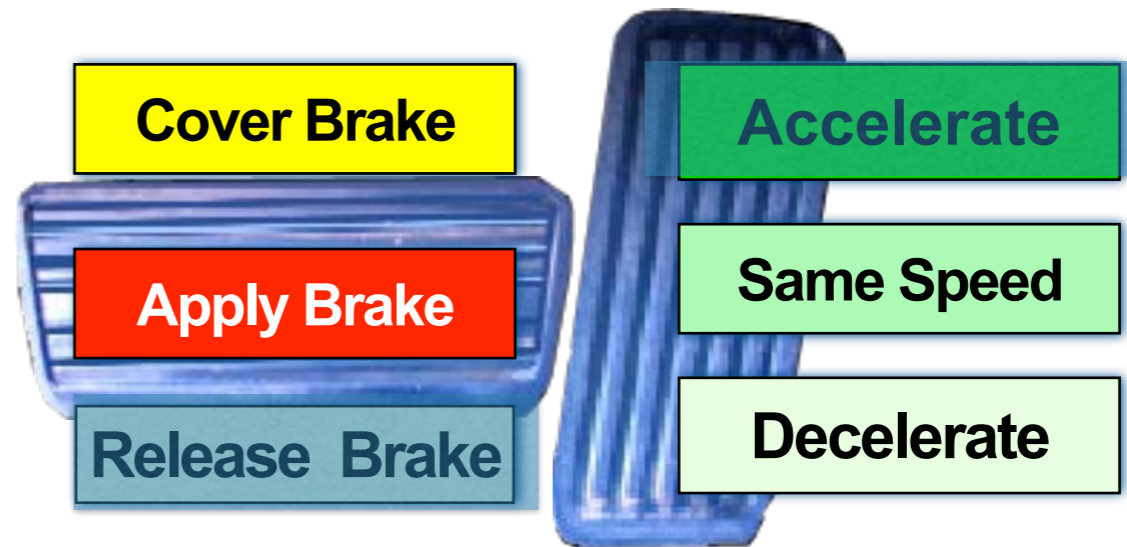 Cover Brake
Apply Brake
Release Brake
Accelerate
Same Speed
Decelerate